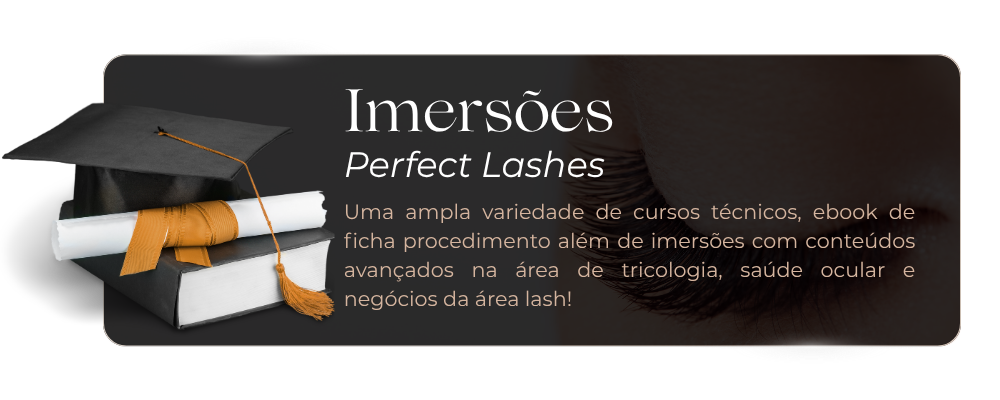 Imersões
Perfect Lashes
Uma ampla variedade de cursos técnicos, ebook de
ficha procedimento além de imersões com conteúdos
avançados na área de tricologia, saúde ocular e
negócios da área lash!